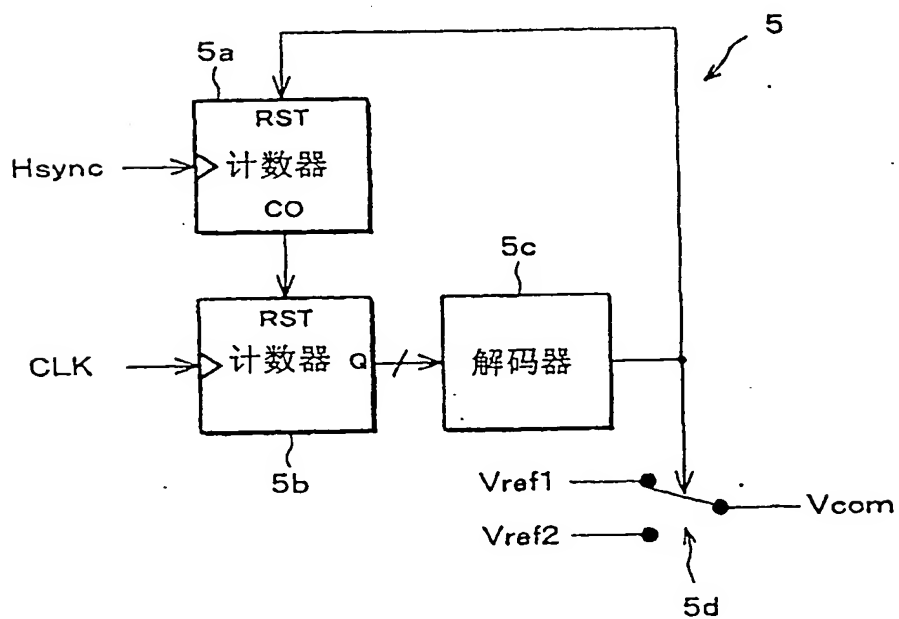 5
5a
RST
Hsync
计数器
CO
5c
RST
CLK
计数器 Q
解码器
5b
Vref1
Vcom
Vref2
5d